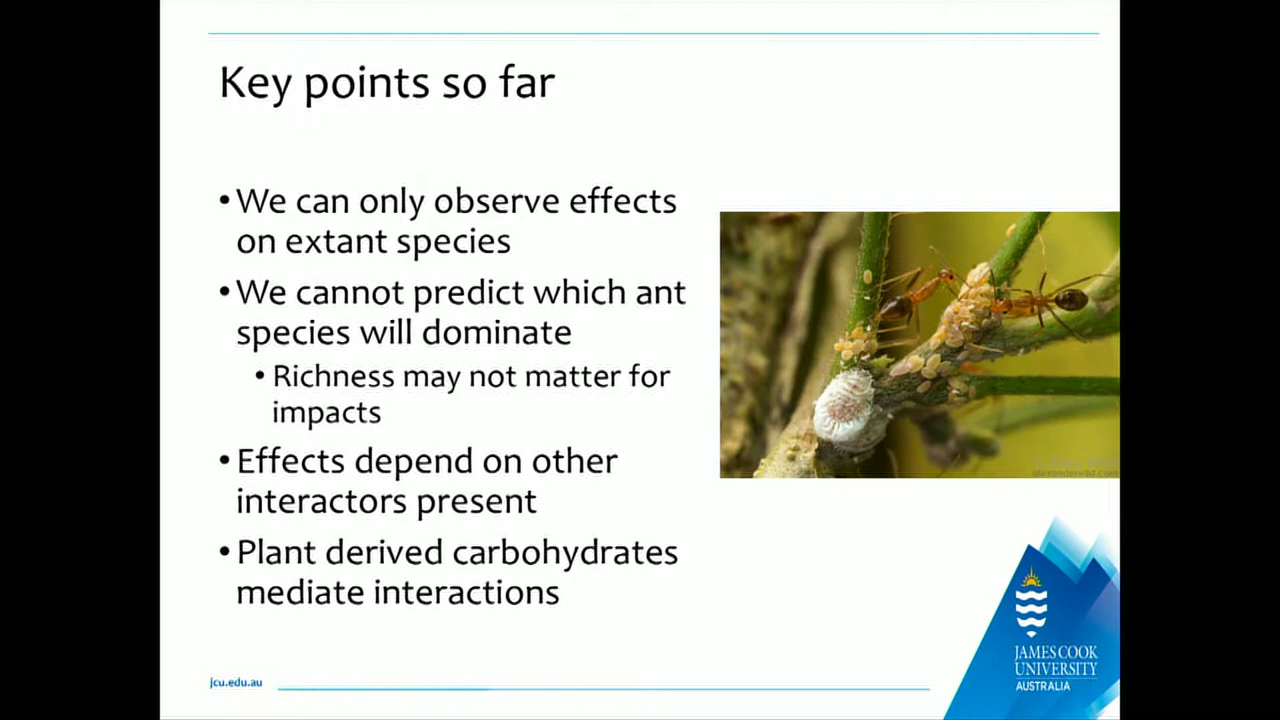 Key points so far
• We can only observe effects
on extant species
• We cannot predict which ant
species will dominate
• Richness may not matter for
impacts
• Effects depend on other
interactors present
• Plant derived carbohydrates
mediate interactions
alexanderwild.com
jcu.edu.au
JAMES COOK
UNIVERSITY
AUSTRALIA